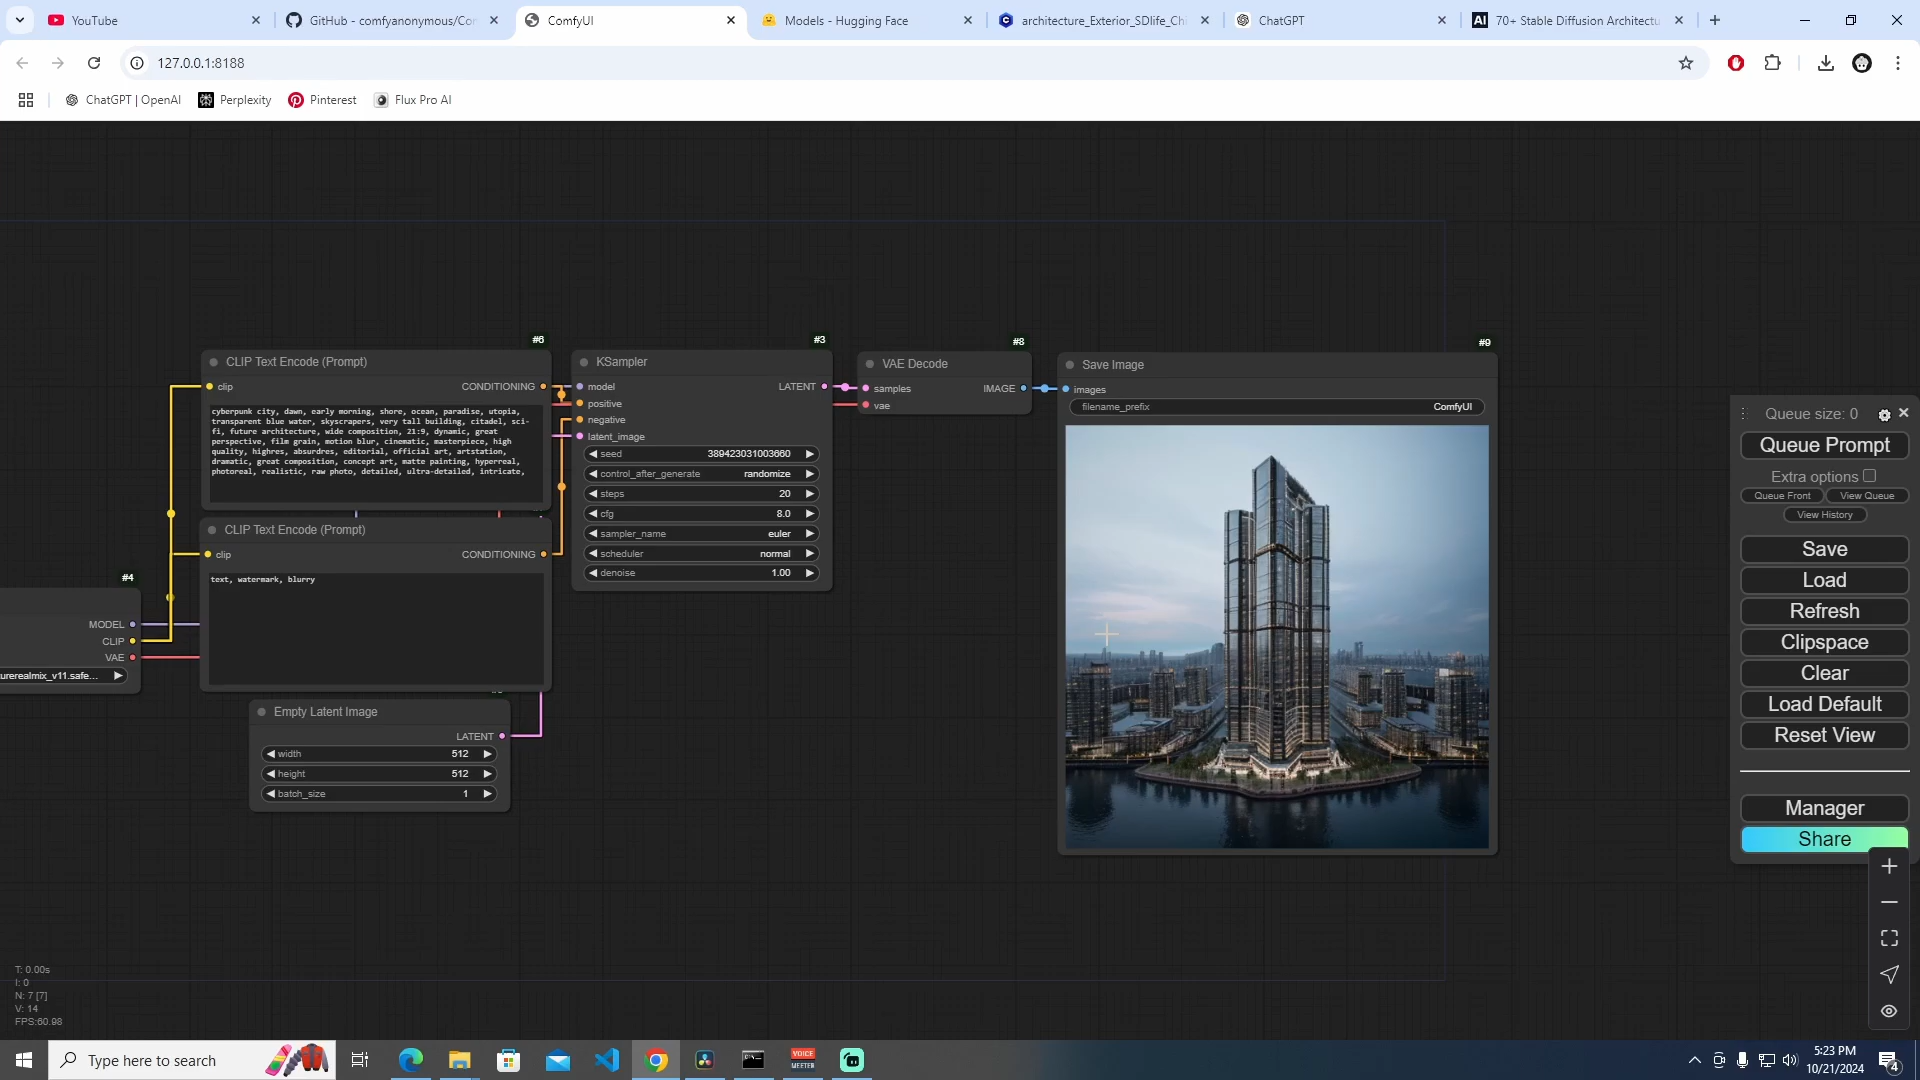 YouTube
GitHub - comfyanonymous/Con
ComfyUI
Models - Hugging Face
architecture_Exterior_SDlife_Chi
ChatGPT
AI
70+ Stable Diffusion Architectu
127.0.0.1:8188
ChatGPT | OpenAI
Perplexity
Pinterest
Flux Pro AI
#6
CLIP Text Encode (Prompt)
clip
CONDITIONING
cyberpunk city, dawn, early morning, shore, ocean, paradise, utopia,
transparent blue water, skyscrapers, very tall building, citadel, sci-
fi, future architecture, wide composition, 21:9, dynamic, great
perspective, film grain, motion blur, cinematic, masterpiece, high
quality, highres, absurdres, editorial, official art, artstation,
dramatic, great composition, concept art, matte painting, hyperreal,
photoreal, realistic, raw photo, detailed, ultra-detailed, intricate,
CLIP Text Encode (Prompt)
clip
CONDITIONING
text, watermark, blurry
#4
MODEL
CLIP
VAE
urerealmix_v11.safe...
Empty Latent Image
LATENT
width 512
height 512
batch_size 1
#3
KSampler
model
LATENT
positive
negative
latent_image
seed 389423031003660
control_after_generate randomize
steps 20
cfg 8.0
sampler_name euler
scheduler normal
denoise 1.00
#8
VAE Decode
samples
IMAGE
vae
#9
Save Image
images
filename_prefix ComfyUI
Queue size: 0
Queue Prompt
Extra options
Queue Front
View Queue
View History
Save
Load
Refresh
Clipspace
Clear
Load Default
Reset View
Manager
Share
T: 0.00s
I: 0
N: 7 [7]
V: 14
FPS:60.98
Type here to search
VOICE
MEETER
5:23 PM
10/21/2024
4